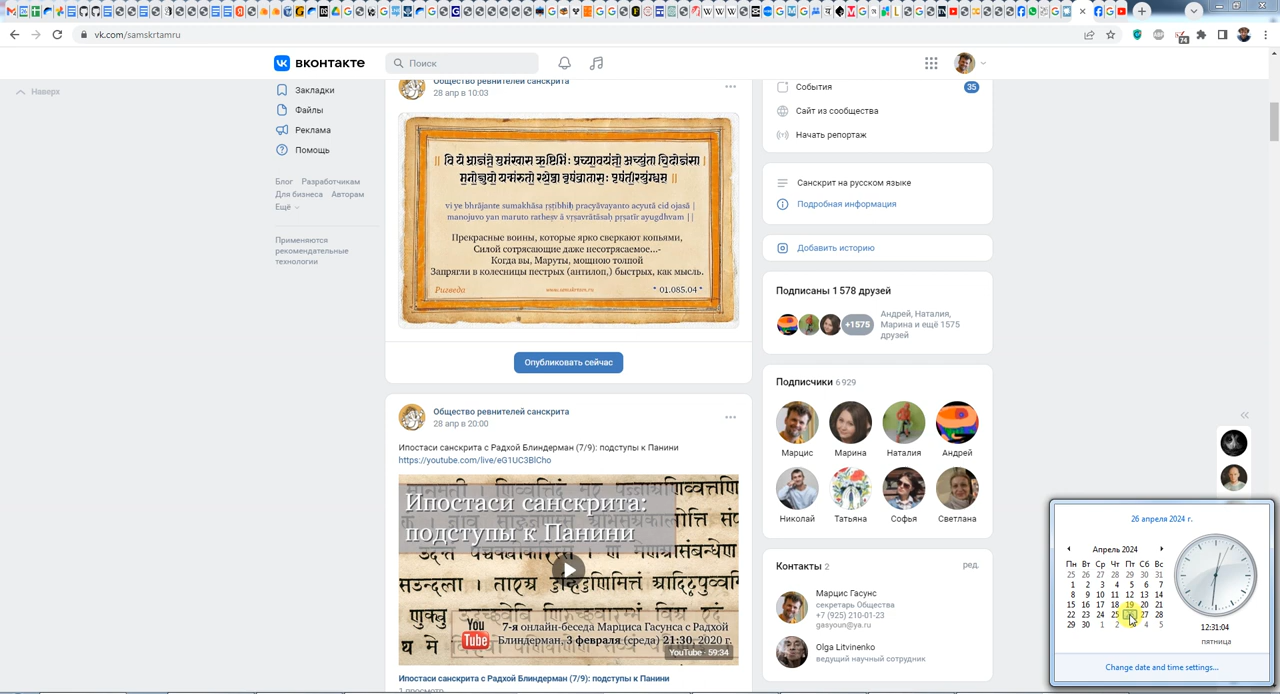 vk.com/samskrtamru
24
вконтакте
Поиск
Наверх
Закладки
Файлы
Реклама
Помощь
Блог Разработчикам
Для бизнеса Авторам
Ещё
Применяются
рекомендательные
технологии
Общество ревнителей санскрита
28 апр в 10:03
vi ye bhrājante sumakhāsa ṛṣṭibhiḥ pracyāvayanto acyutā cid ojasā |
manojuvo yan maruto ratheṣv ā vṛṣavrātāsaḥ pṛṣatīr ayugdhvam ||
Прекрасные воины, которые ярко сверкают копьями,
Силой сотрясающие даже несотрясаемое...-
Когда вы, Маруты, мощною толпой
Запрягли в колесницы пестрых (антилоп,) быстрых, как мысль.
Ригведа www.samskrtam.ru * 01.085.04 *
Опубликовать сейчас
Общество ревнителей санскрита
28 апр в 20:00
Ипостаси санскрита с Радхой Блиндерман (7/9): подступы к Панини
https://youtube.com/live/eG1UC3BlCho
Ипостаси санскрита:
подступы к Панини
You
Tube
7-я онлайн-беседа Марциса Гасунса с Радхой
Блиндерман, 3 февраля (среда) 21:30, 2020 г.
YouTube · 59:34
Ипостаси санскрита с Радхой Блиндерман (7/9): подступы к Панини
1 просмотр
События 35
Сайт из сообщества
Начать репортаж
Санскрит на русском языке
Подробная информация
Добавить историю
Подписаны 1 578 друзей
+1575
Андрей, Наталия,
Марина и ещё 1575
друзей
Подписчики 6 929
Марцис Марина Наталия Андрей
Николай Татьяна Софья Светлана
Контакты 2 ред.
Марцис Гасунс
секретарь Общества
+7 (925) 210-01-23
gasyoun@ya.ru
Olga Litvinenko
ведущий научный сотрудник
26 апреля 2024 г.
Апрель 2024
Пн Вт Ср Чт Пт Сб Вс
25 26 27 28 29 30 31
1 2 3 4 5 6 7
8 9 10 11 12 13 14
15 16 17 18 19 20 21
22 23 24 25 27 28
29 30 1 2 4 5
12:31:04
пятница
Change date and time settings...